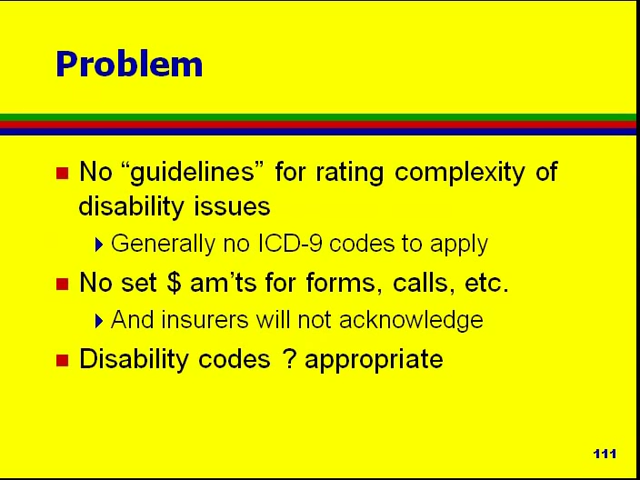 Problem
No “guidelines” for rating complexity of
disability issues
Generally no ICD-9 codes to apply
No set $ am’ts for forms, calls, etc.
And insurers will not acknowledge
Disability codes ? appropriate
111